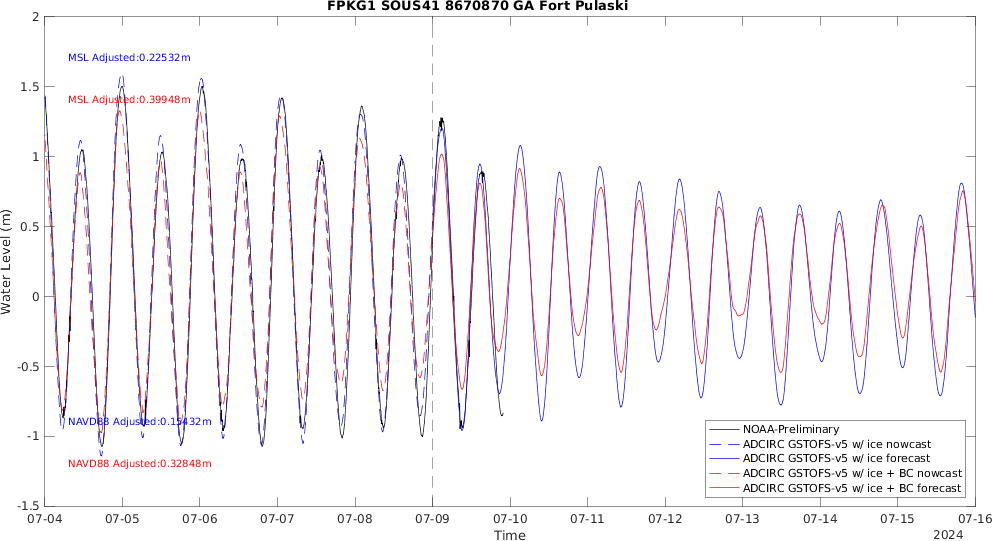 FPKG1 SOUS41 8670870 GA Fort Pulaski
2
1.5
1
0.5
0
-0.5
-1
-1.5
Water Level (m)
MSL Adjusted:0.22532m
MSL Adjusted:0.39948m
NAVD88 Adjusted:0.15432m
NAVD88 Adjusted:0.32848m
NOAA-Preliminary
ADCIRC GSTOFS-v5 w/ ice nowcast
ADCIRC GSTOFS-v5 w/ ice forecast
ADCIRC GSTOFS-v5 w/ ice + BC nowcast
ADCIRC GSTOFS-v5 w/ ice + BC forecast
07-04 07-05 07-06 07-07 07-08 07-09 07-10 07-11 07-12 07-13 07-14 07-15 07-16
Time
2024